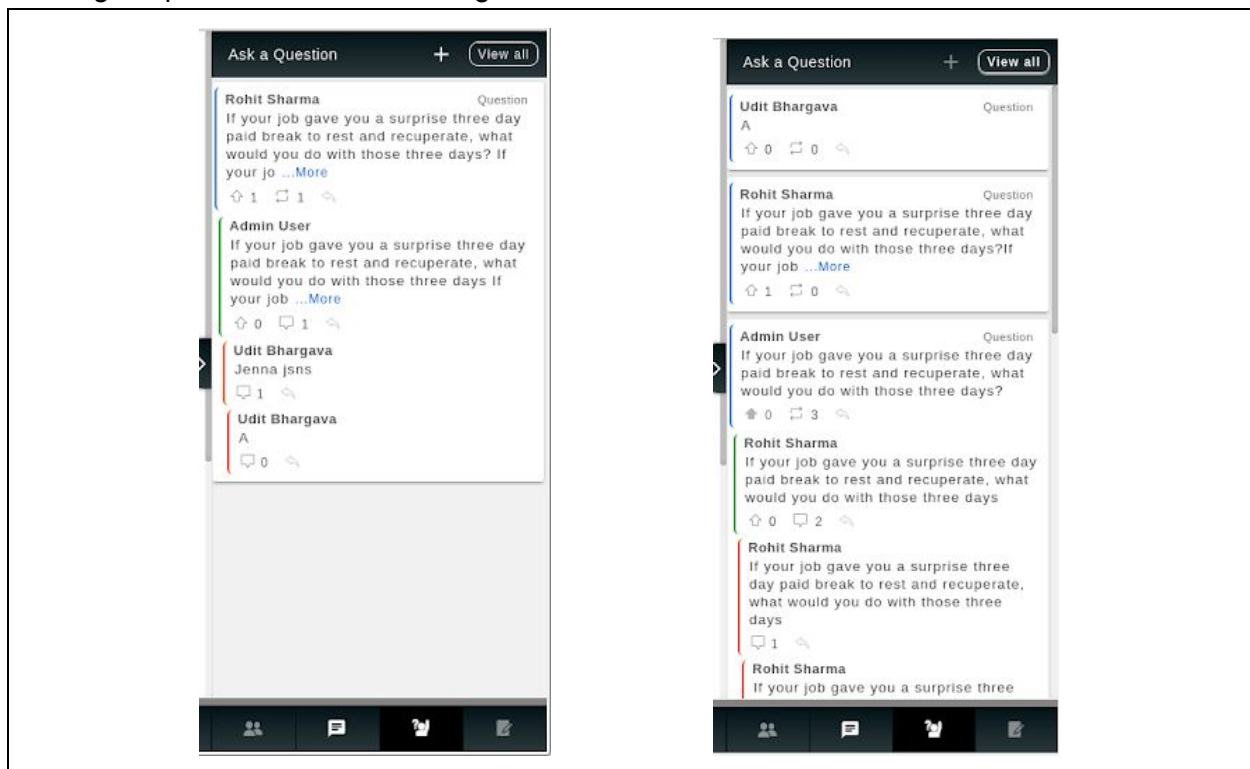 Ask a Question + View all
Rohit Sharma Question
If your job gave you a surprise three day
paid break to rest and recuperate, what
would you do with those three days? If
your jo ...More
1 1
Admin User
If your job gave you a surprise three day
paid break to rest and recuperate, what
would you do with those three days If
your job ...More
0 1
Udit Bhargava
Jenna jsns
1
Udit Bhargava
A
0
Ask a Question + View all
Udit Bhargava Question
A
0 0
Rohit Sharma Question
If your job gave you a surprise three day
paid break to rest and recuperate, what
would you do with those three days?If
your job ...More
1 0
Admin User Question
If your job gave you a surprise three day
paid break to rest and recuperate, what
would you do with those three days?
0 3
Rohit Sharma
If your job gave you a surprise three day
paid break to rest and recuperate, what
would you do with those three days
0 2
Rohit Sharma
If your job gave you a surprise three
day paid break to rest and recuperate,
what would you do with those three
days
1
Rohit Sharma
If your job gave you a surprise three